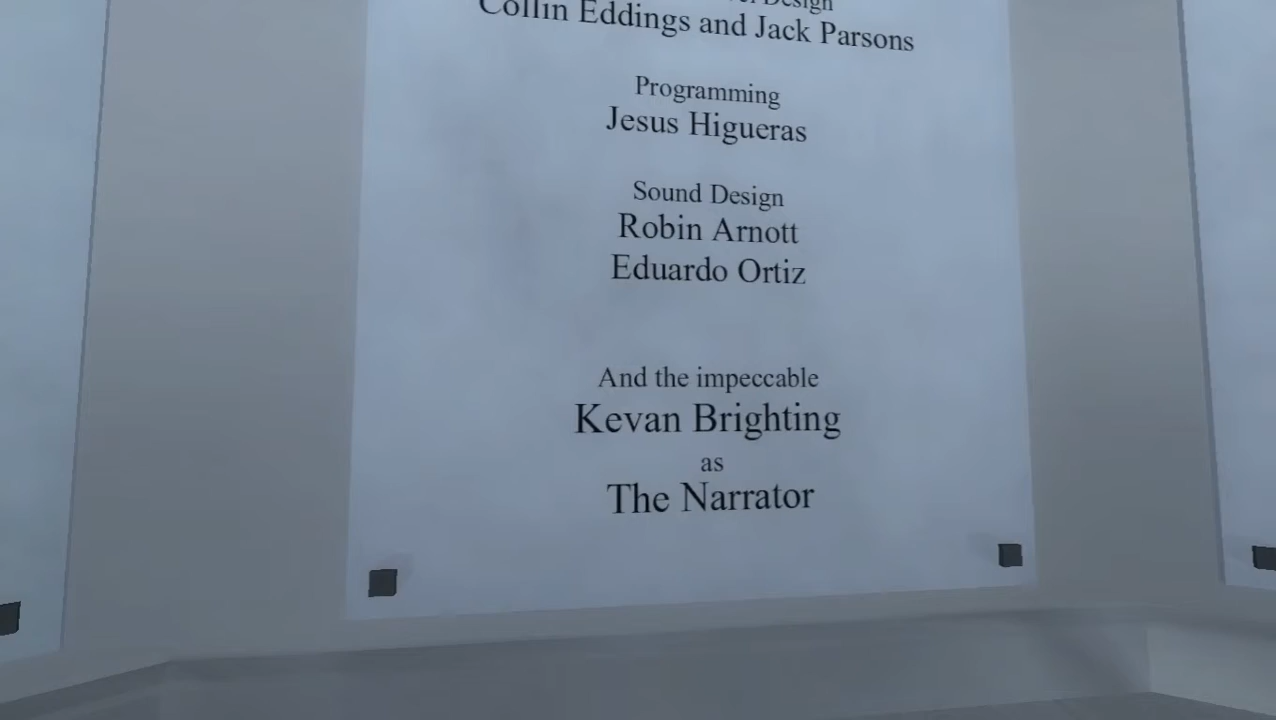 Design
Collin Eddings and Jack Parsons
Programming
Jesus Higueras
Sound Design
Robin Arnott
Eduardo Ortiz
And the impeccable
Kevan Brighting
as
The Narrator